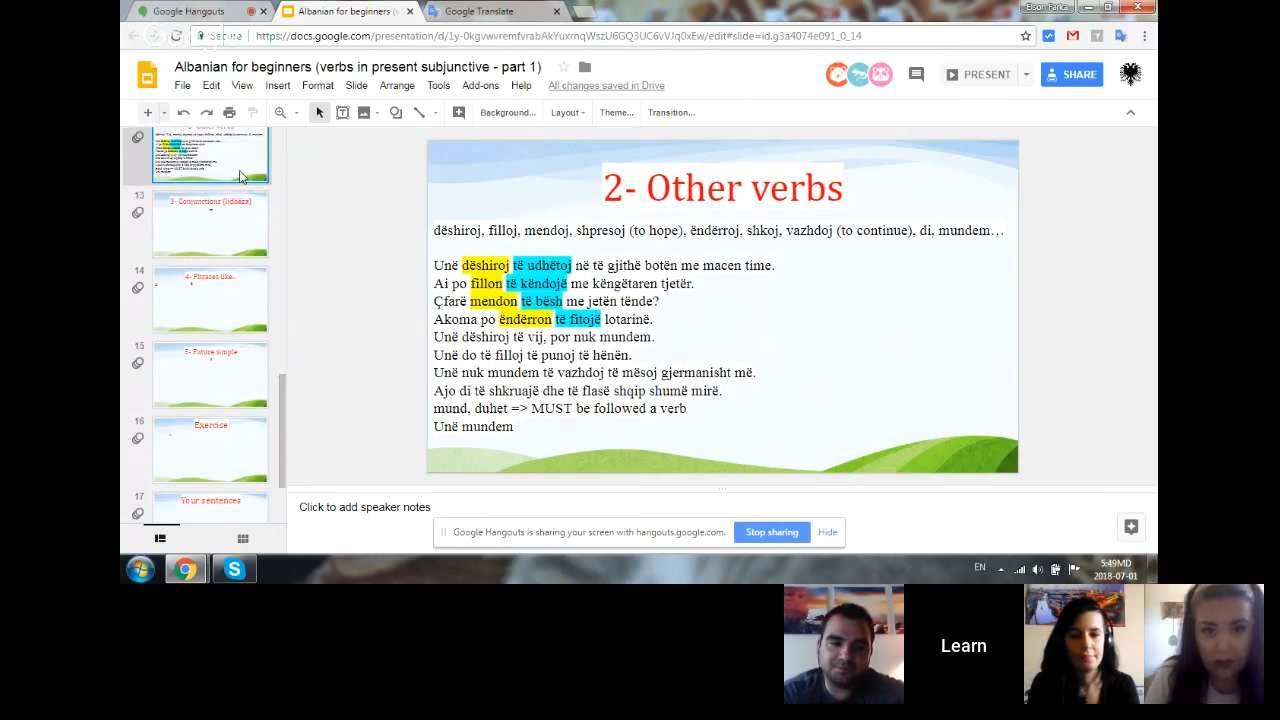 Elson Farka
Google Hangouts
Albanian for beginners (v
Google Translate
Secure
https://docs.google.com/presentation/d/1y-0kgvwvremfvrabAkYuxrnqWszU6GQ3UC6vVJq0xEw/edit#slide=id.g3a4074e091_0_14
Albanian for beginners (verbs in present subjunctive - part 1)
File Edit View Insert Format Slide Arrange Tools Add-ons Help All changes saved in Drive
PRESENT
SHARE
Background...
Layout
Theme...
Transition...
13
3- Conjunctions (lidhëza)
14
4- Phrases like..
15
5- Future simple
16
Exercise
17
Your sentences
2- Other verbs
dëshiroj, filloj, mendoj, shpresoj (to hope), ëndërroj, shkoj, vazhdoj (to continue), di, mundem…
Unë dëshiroj të udhëtoj në të gjithë botën me macen time.
Ai po fillon të këndojë me këngëtaren tjetër.
Çfarë mendon të bësh me jetën tënde?
Akoma po ëndërron të fitojë lotarinë.
Unë dëshiroj të vij, por nuk mundem.
Unë do të filloj të punoj të hënën.
Unë nuk mundem të vazhdoj të mësoj gjermanisht më.
Ajo di të shkruajë dhe të flasë shqip shumë mirë.
mund, duhet => MUST be followed a verb
Unë mundem
Click to add speaker notes
Google Hangouts is sharing your screen with hangouts.google.com.
Stop sharing
Hide
EN
5:49MD
2018-07-01
Learn